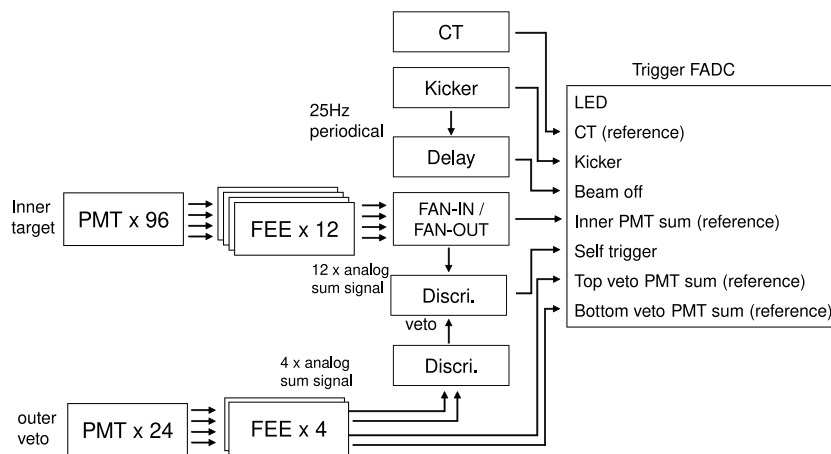 CT
Trigger FADC
Kicker
25Hz
periodical
Delay
LED
CT (reference)
Kicker
Beam off
Inner PMT sum (reference)
Self trigger
Top veto PMT sum (reference)
Bottom veto PMT sum (reference)
Inner
target
PMT x 96
FEE x 12
FAN-IN /
FAN-OUT
12 x analog
sum signal
Discri.
veto
Discri.
4 x analog
sum signal
outer
veto
PMT x 24
FEE x 4